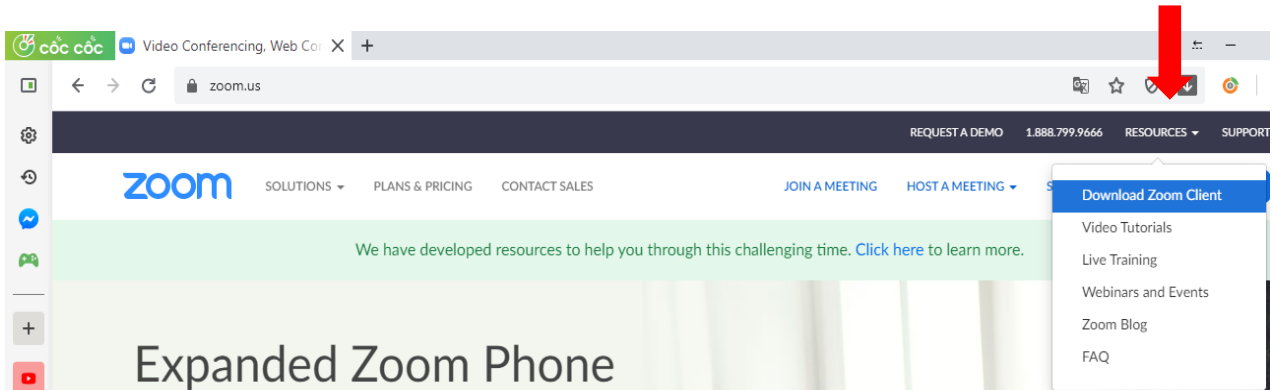 cốc cốc Video Conferencing, Web Con
zoom.us
REQUEST A DEMO 1.888.799.9666 RESOURCES SUPPORT
zoom SOLUTIONS PLANS & PRICING CONTACT SALES JOIN A MEETING HOST A MEETING
We have developed resources to help you through this challenging time. Click here to learn more.
Download Zoom Client
Video Tutorials
Live Training
Webinars and Events
Zoom Blog
FAQ
Expanded Zoom Phone